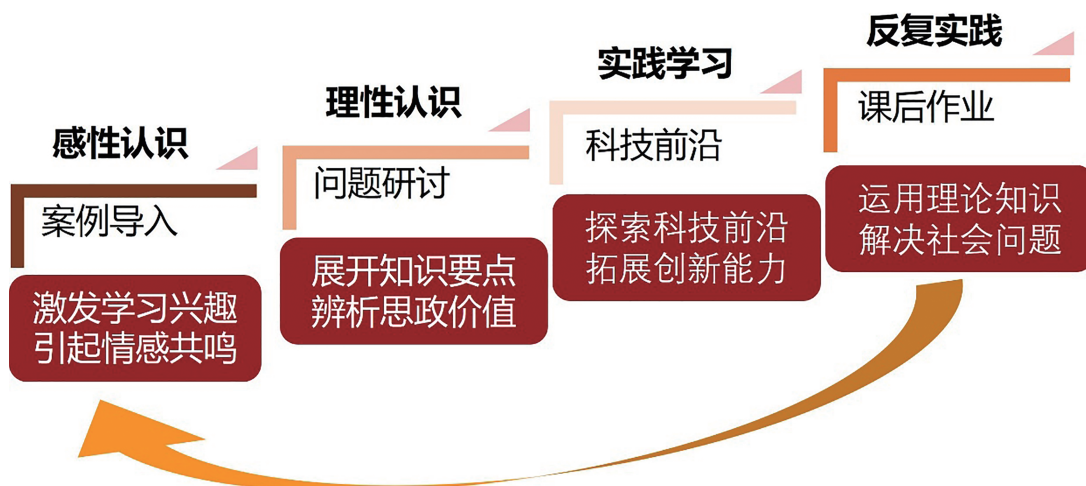 感性认识
案例导入
激发学习兴趣
引起情感共鸣
理性认识
问题研讨
展开知识要点
辨析思政价值
实践学习
科技前沿
探索科技前沿
拓展创新能力
反复实践
课后作业
运用理论知识
解决社会问题